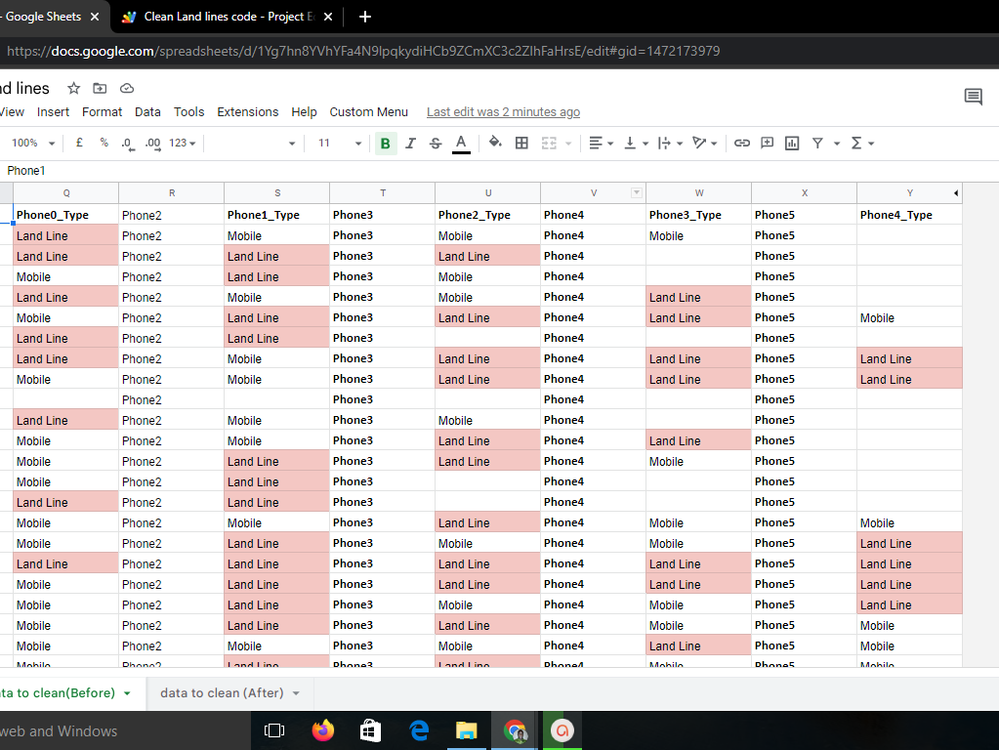 - Google Sheets × Clean Land lines code - Project E × +
https://docs.google.com/spreadsheets/d/1Yg7hn8YVhYFa4N9lpqkydiHCb9ZCmXC3c2ZlhFaHrsE/edit#gid=1472173979
nd lines
View Insert Format Data Tools Extensions Help Custom Menu Last edit was 2 minutes ago
100% £ % .0 .00 123 11 B I S A Σ
Phone1
Q R S T U V W X Y
Phone0_Type Phone2 Phone1_Type Phone3 Phone2_Type Phone4 Phone3_Type Phone5 Phone4_Type
Land Line Phone2 Mobile Phone3 Mobile Phone4 Mobile Phone5
Land Line Phone2 Land Line Phone3 Land Line Phone4 Phone5
Mobile Phone2 Land Line Phone3 Mobile Phone4 Phone5
Land Line Phone2 Mobile Phone3 Mobile Phone4 Land Line Phone5
Mobile Phone2 Land Line Phone3 Land Line Phone4 Land Line Phone5 Mobile
Land Line Phone2 Land Line Phone3 Phone4 Phone5
Land Line Phone2 Mobile Phone3 Land Line Phone4 Land Line Phone5 Land Line
Mobile Phone2 Mobile Phone3 Land Line Phone4 Land Line Phone5 Land Line
Phone2 Phone3 Phone4 Phone5
Land Line Phone2 Mobile Phone3 Mobile Phone4 Phone5
Mobile Phone2 Mobile Phone3 Land Line Phone4 Land Line Phone5
Mobile Phone2 Land Line Phone3 Land Line Phone4 Mobile Phone5
Mobile Phone2 Land Line Phone3 Phone4 Phone5
Land Line Phone2 Land Line Phone3 Phone4 Phone5
Mobile Phone2 Mobile Phone3 Land Line Phone4 Mobile Phone5 Mobile
Mobile Phone2 Land Line Phone3 Mobile Phone4 Mobile Phone5 Land Line
Land Line Phone2 Land Line Phone3 Land Line Phone4 Land Line Phone5 Land Line
Mobile Phone2 Land Line Phone3 Land Line Phone4 Land Line Phone5 Land Line
Mobile Phone2 Land Line Phone3 Mobile Phone4 Mobile Phone5 Land Line
Mobile Phone2 Land Line Phone3 Land Line Phone4 Mobile Phone5 Mobile
Mobile Phone2 Mobile Phone3 Mobile Phone4 Land Line Phone5 Mobile
Mobile Phone2 Land Line Phone3 Land Line Phone4 Mobile Phone5 Mobile
ata to clean(Before) data to clean (After)
web and Windows